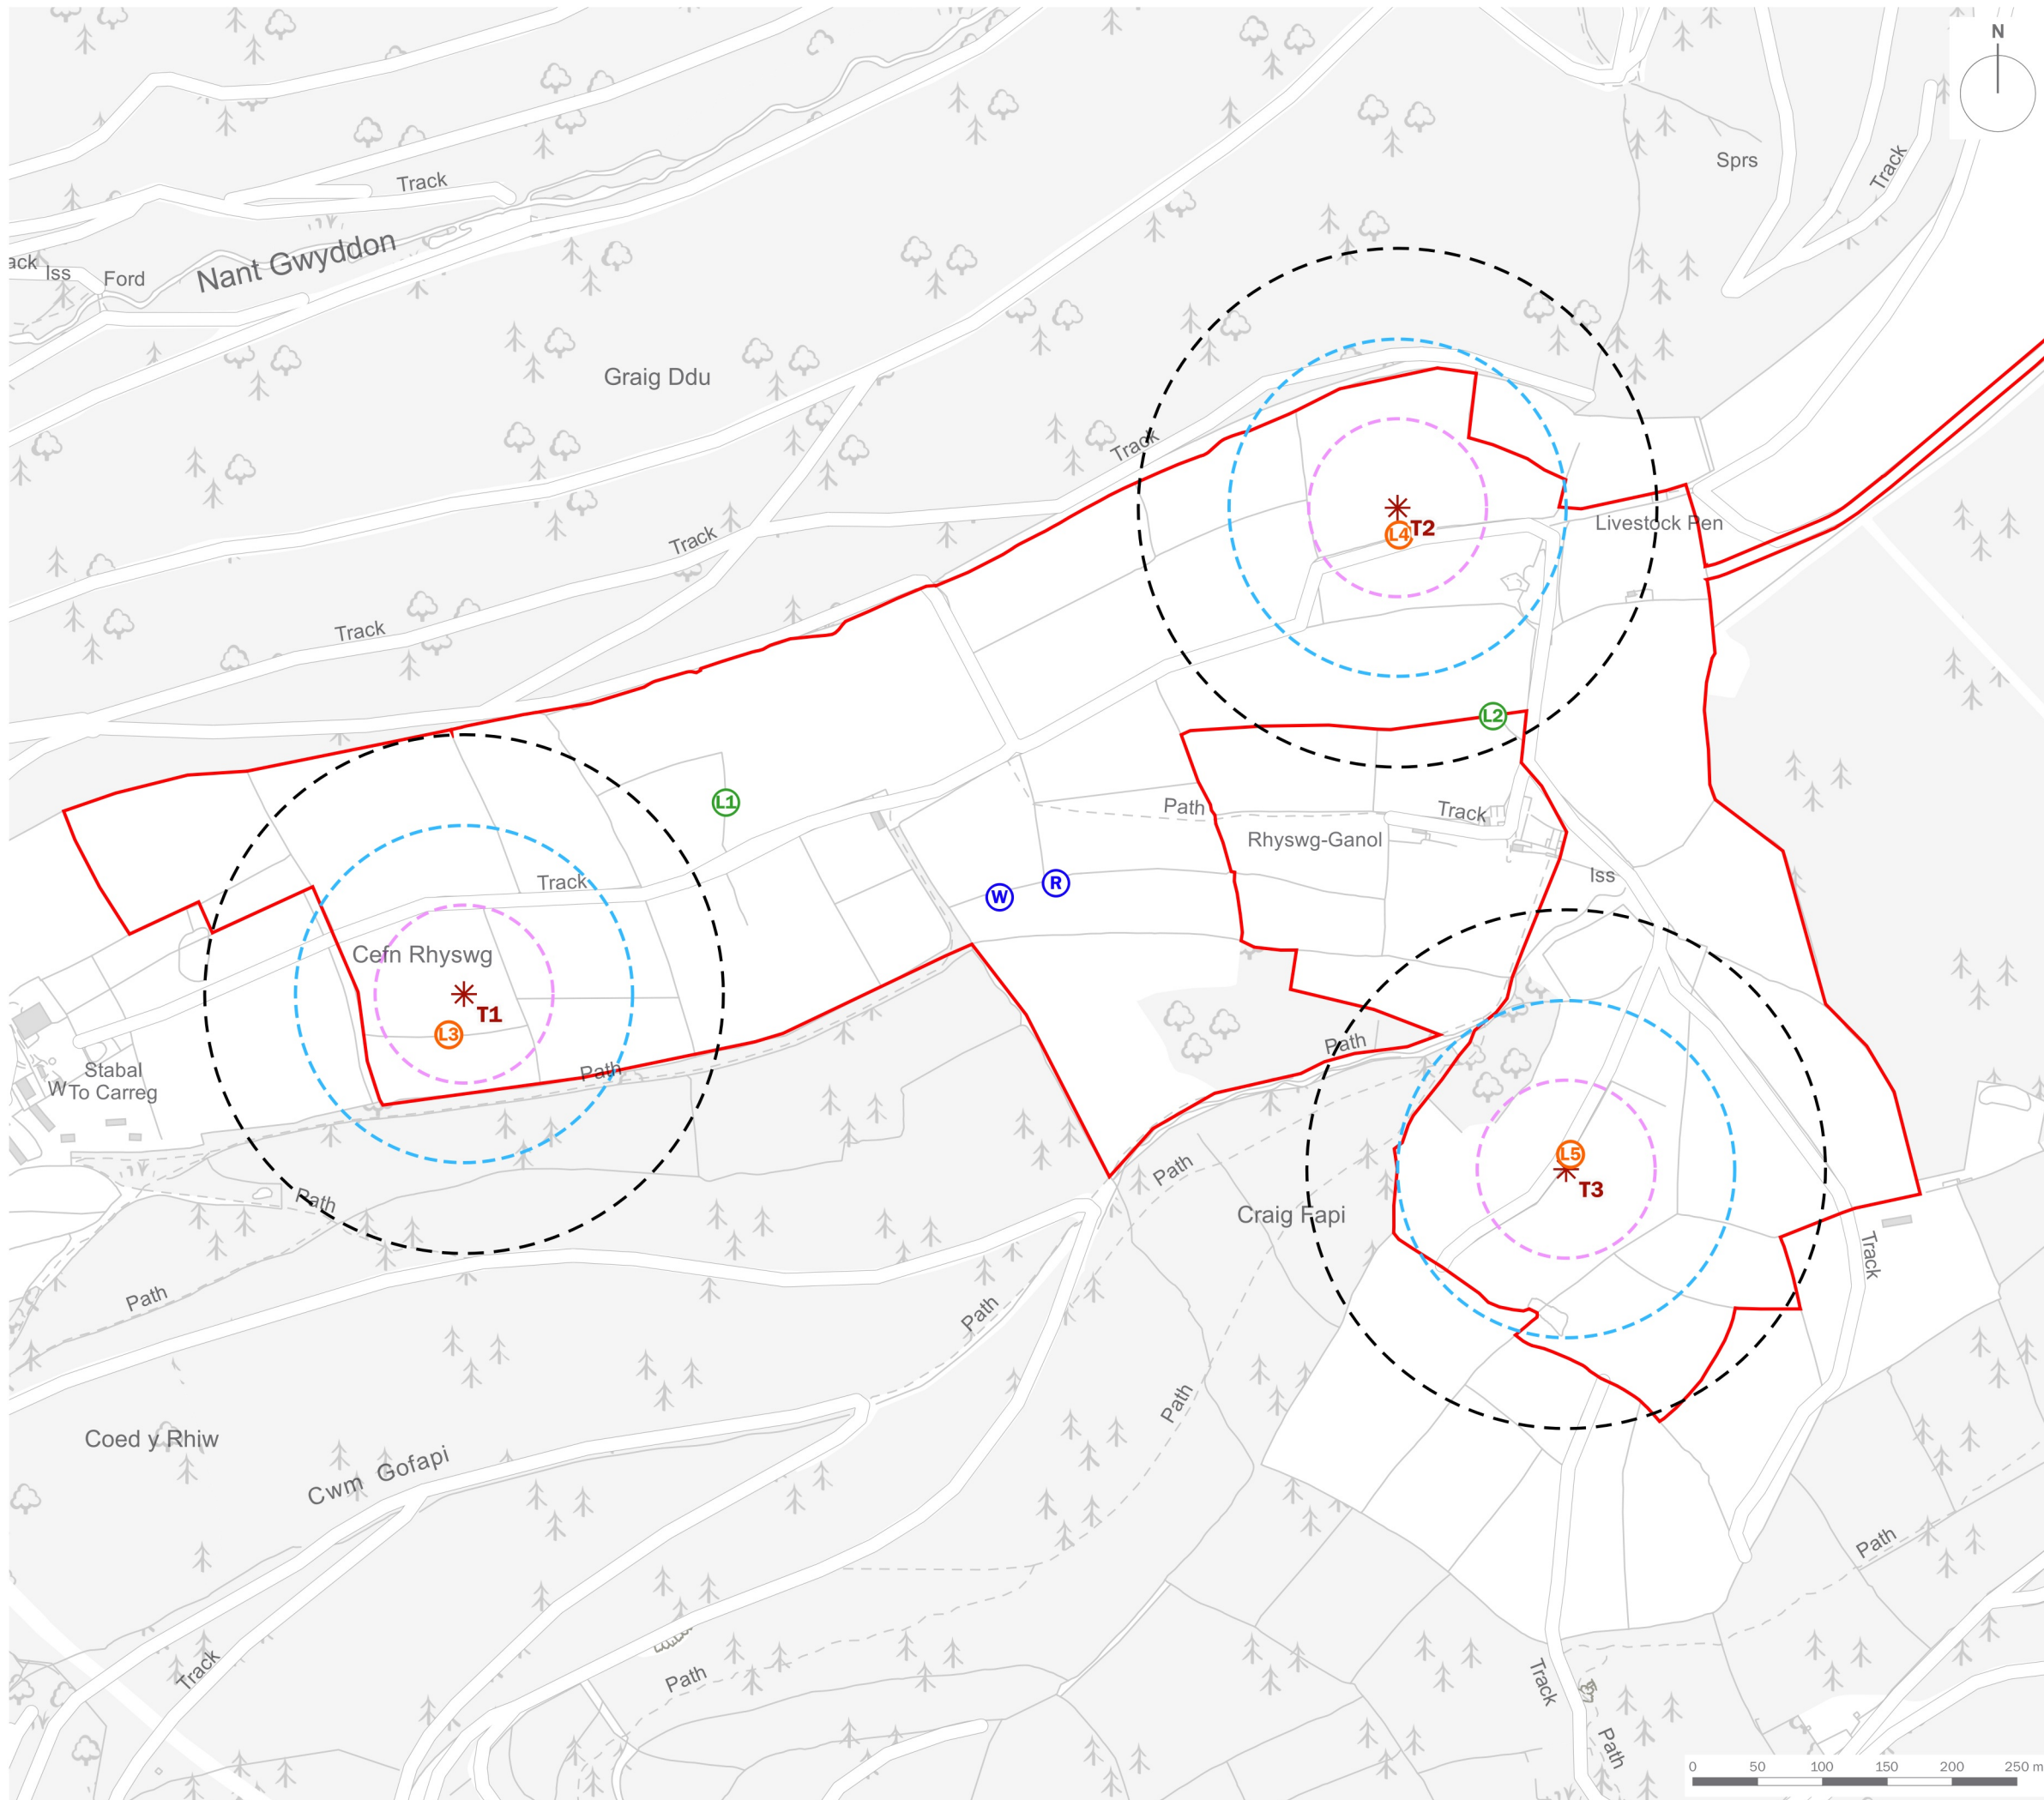 N
Sprs
Track
Track
Nant Gwyddon
ack
Iss
Ford
Graig Ddu
Track
T2
L4
Livestock Pen
Track
Track
L2
L1
Path
Track
Rhyswg-Ganol
Iss
Track
W
R
Cefn Rhyswg
T1
L3
Path
Path
Stabal
W
To Carreg
L5
T3
Path
Craig Fapi
Path
Track
Path
Path
Path
Coed y Rhiw
Cwm Gofapi
Path
Track
Path
Track
Path
0 50 100 150 200 250 m